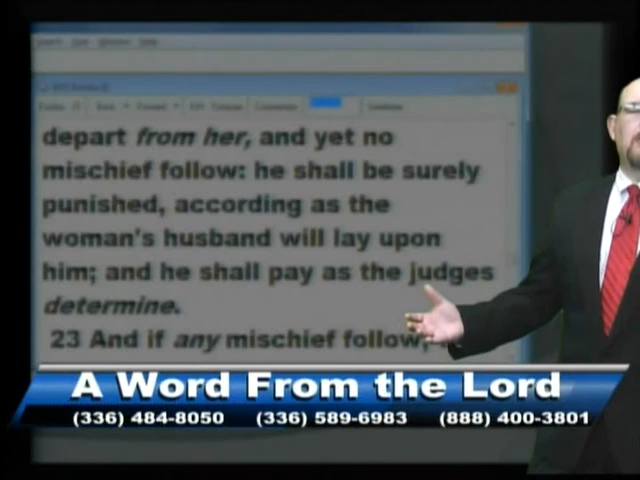 depart from her, and yet no
mischief follow: he shall be surely
punished, according as the
woman's husband will lay upon
him; and he shall pay as the judges
determine.
23 And if any mischief follow,
A Word From the Lord
(336) 484-8050 (336) 589-6983 (888) 400-3801